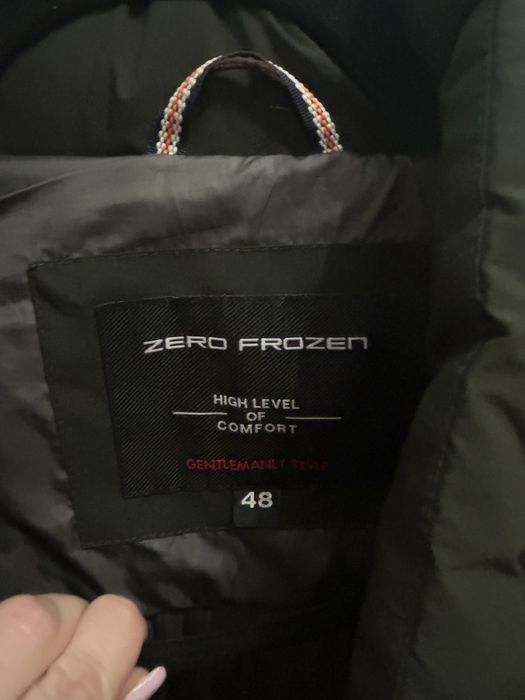 ZERO FROZEN
HIGH LEVEL
OF
COMFORT
GENTLEMANLY STYLE
48